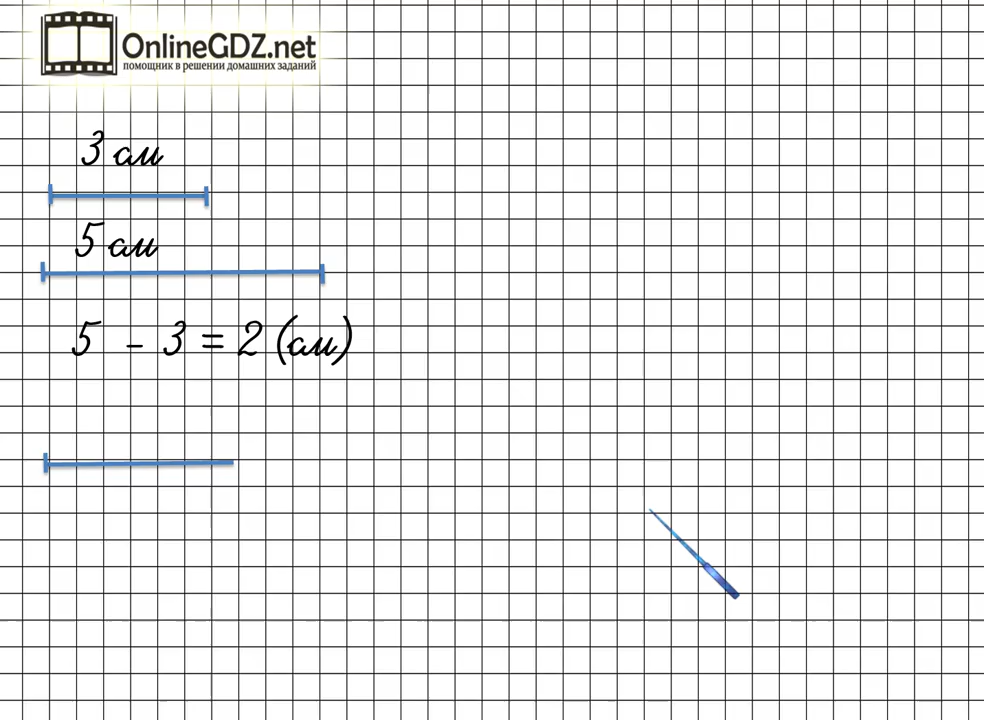 OnlineGDZ.net
помощник в решении домашних заданий
3 см
5 см
5 - 3 = 2 (см)